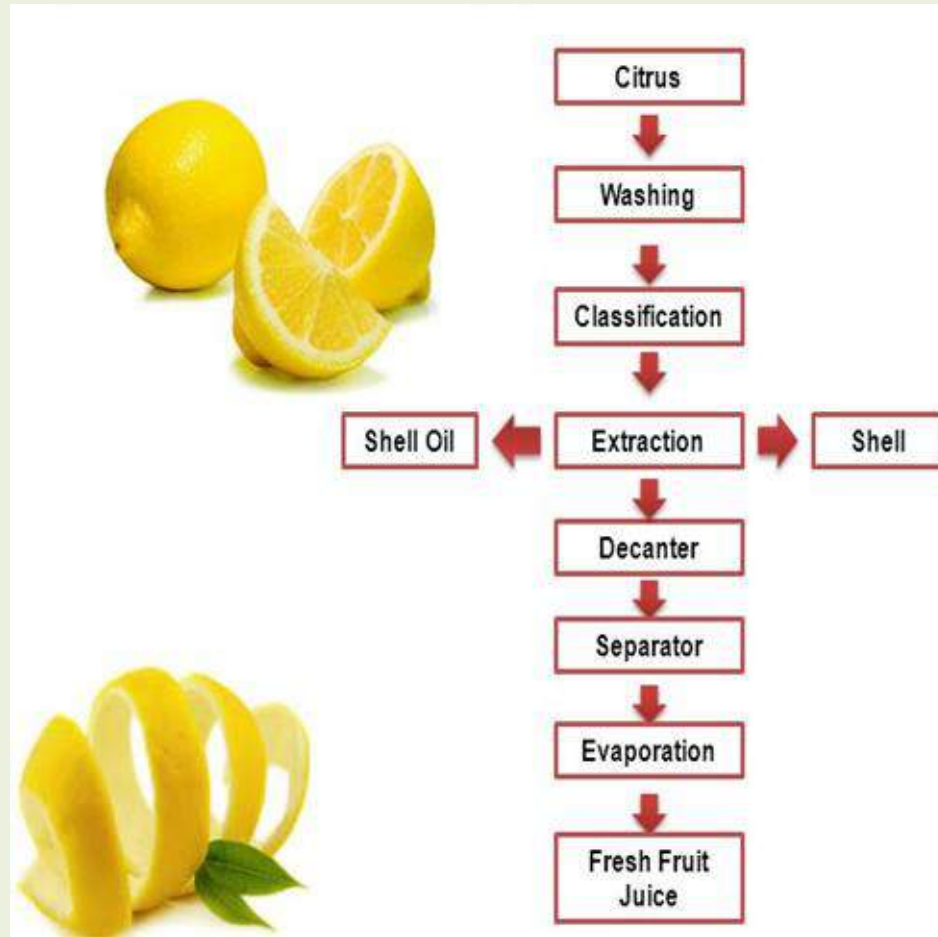 Citrus
Washing
Classification
Shell Oil
Extraction
Shell
Decanter
Separator
Evaporation
Fresh Fruit
Juice